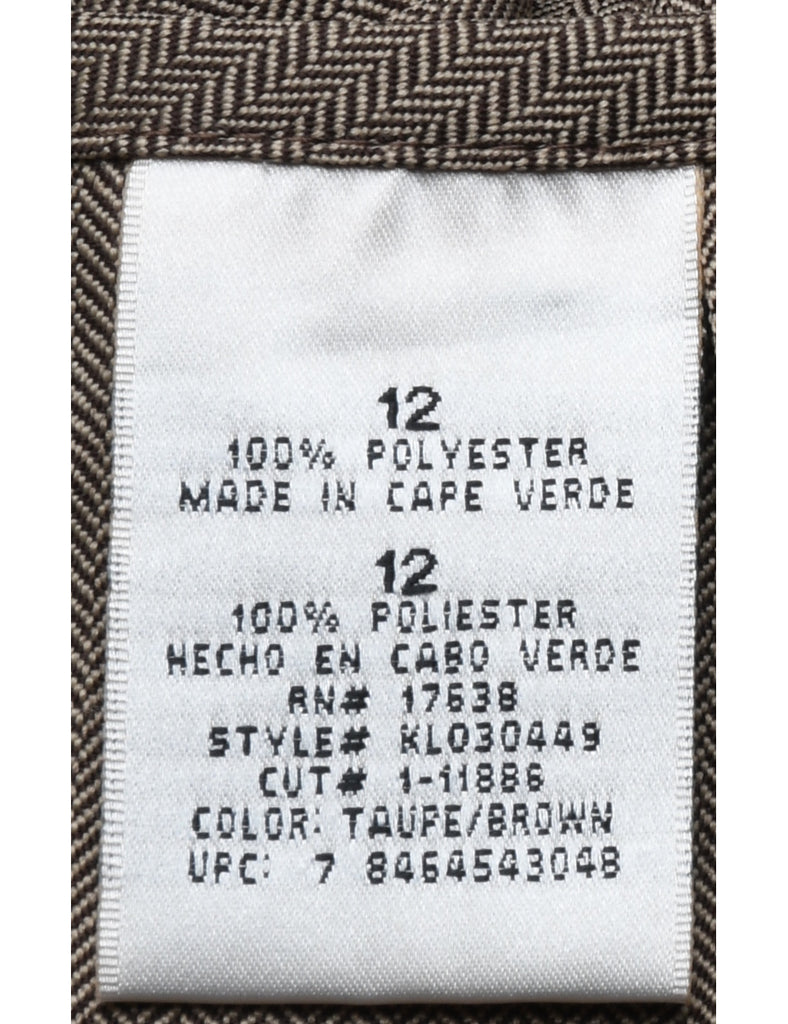 12
100% POLYESTER
MADE IN CAPE VERDE
12
100% POLIESTER
HECHO EN CABO VERDE
RN# 17638
STYLE# KL030449
CUT# 1-11886
COLOR: TAUPE/BROWN
UPC: 7 8464543048